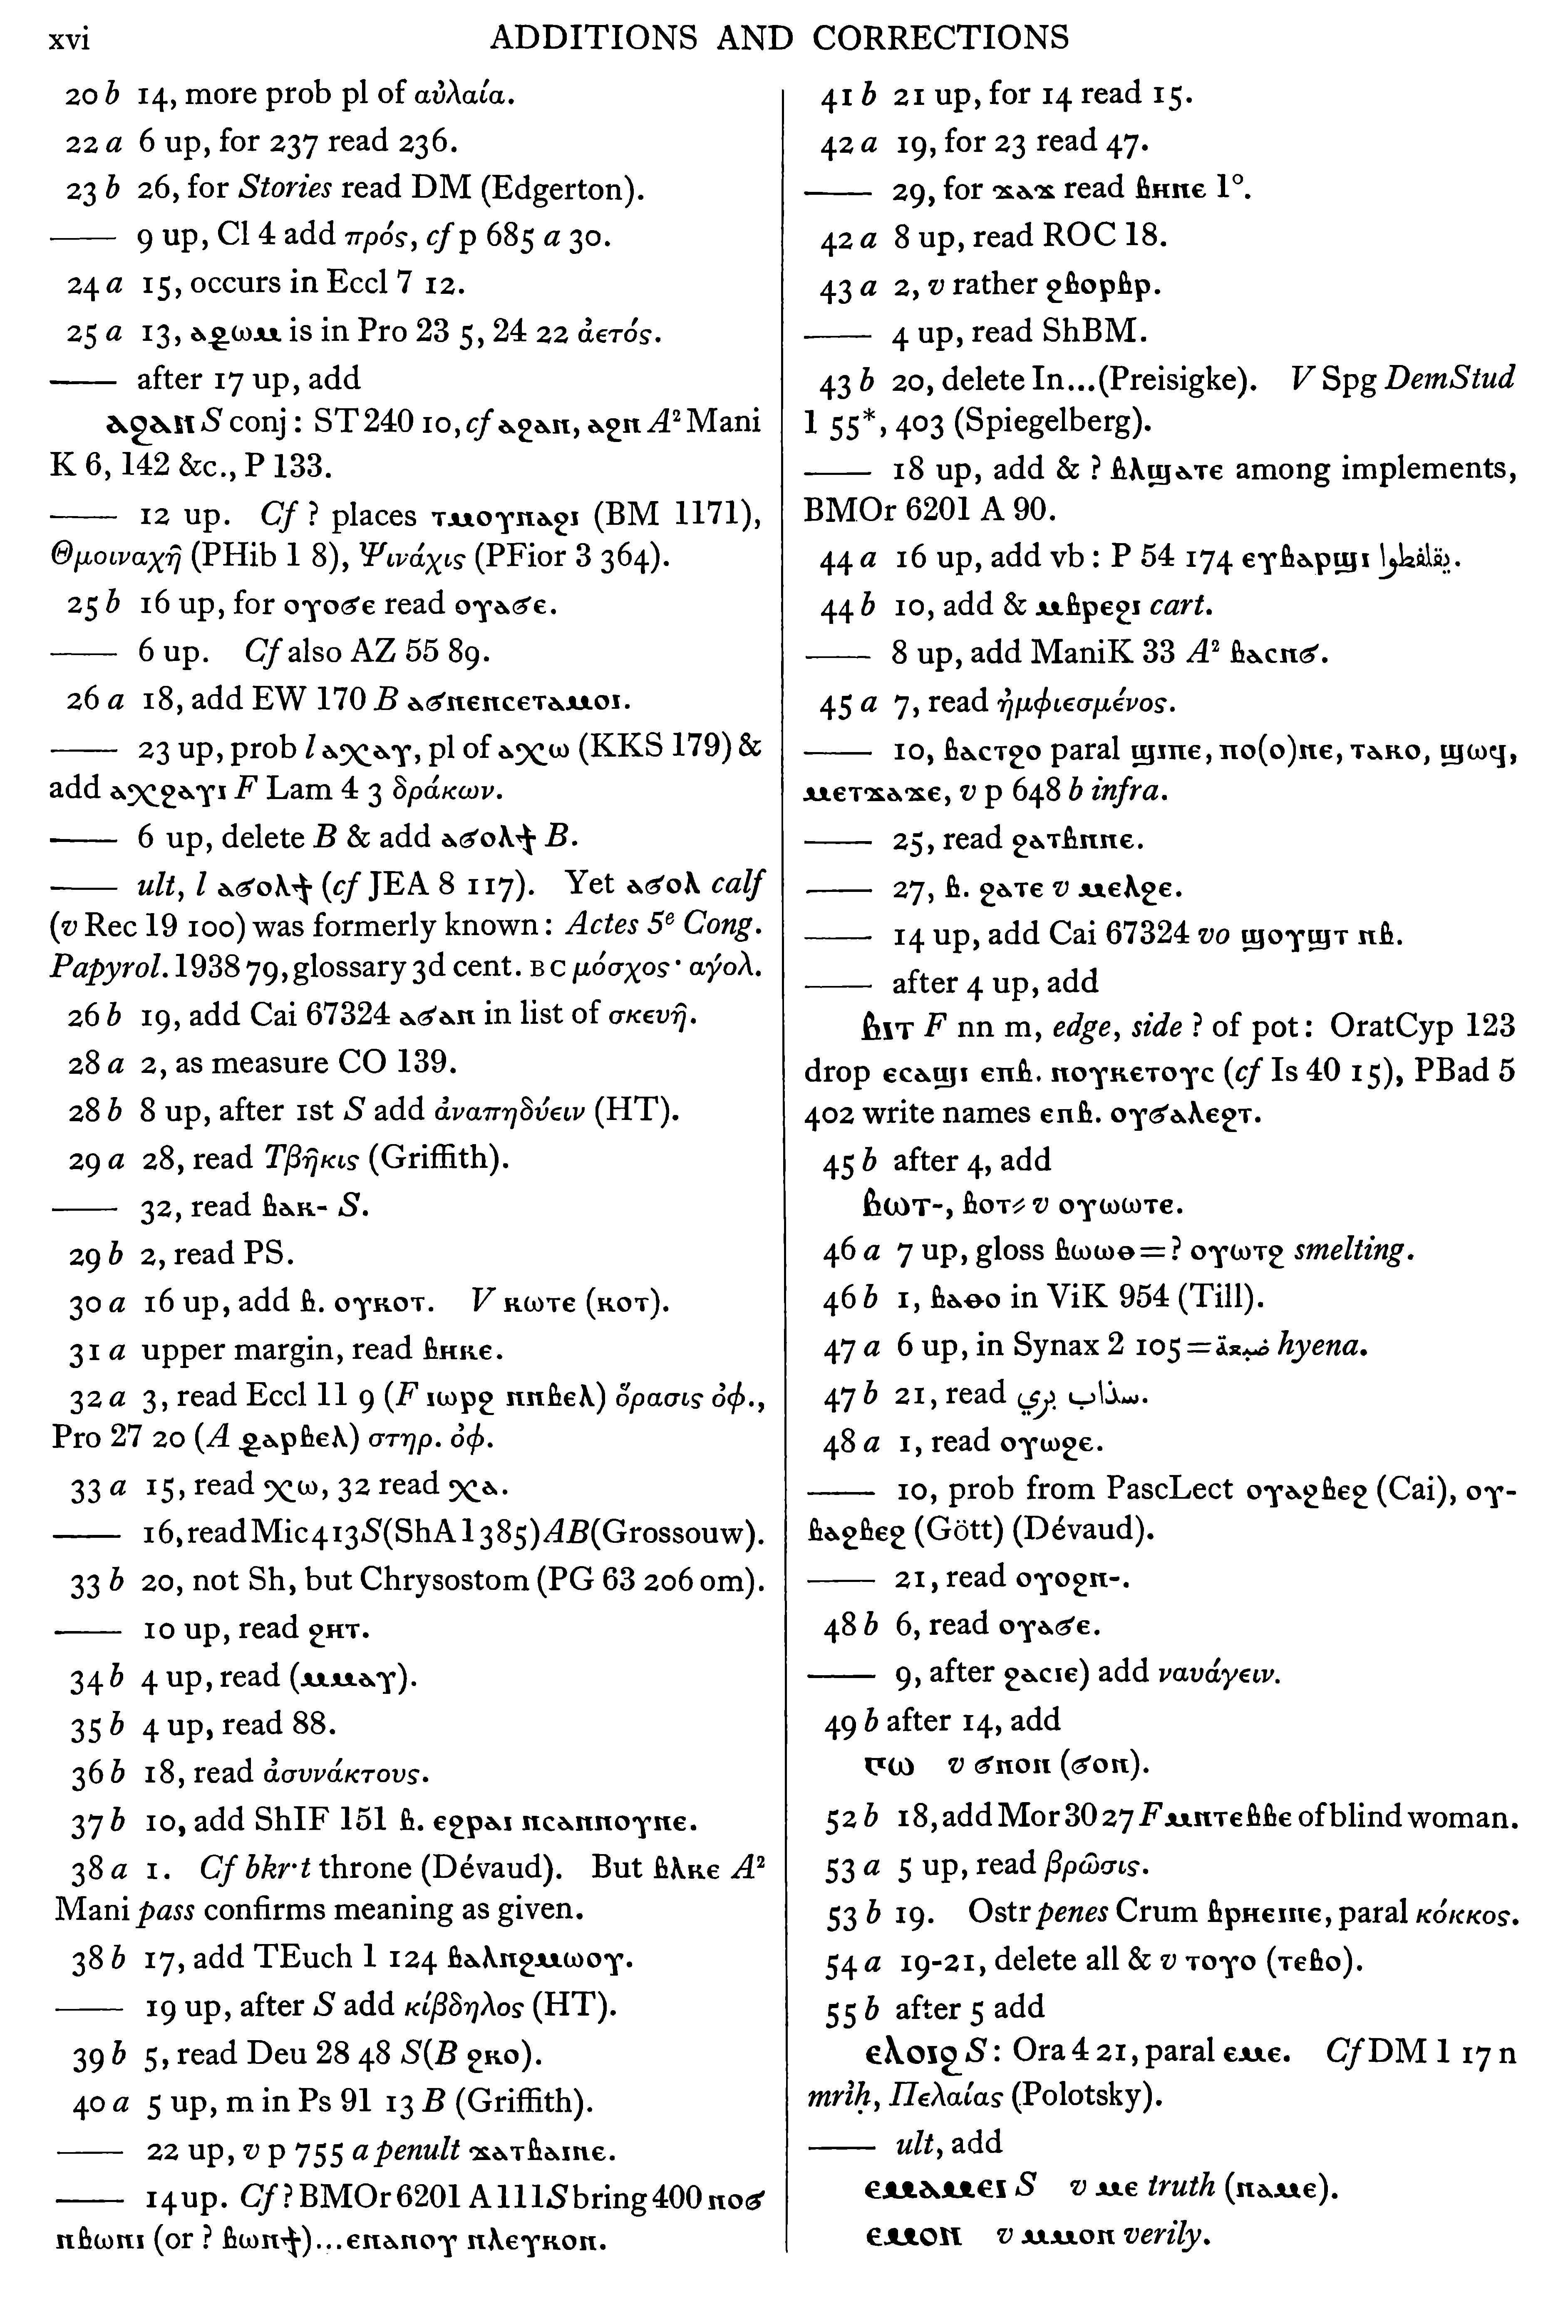 xvi
ADDITIONS AND CORRECTIONS
20 b 14, more prob pl of αὐλαία.
22 a 6 up, for 237 read 236.
23 b 26, for Stories read DM (Edgerton).
—— 9 up, Cl 4 add πρός, cf p 685 a 30.
24 a 15, occurs in Eccl 7 12.
25 a 13, ⲁϩⲱⲙ is in Pro 23 5, 24 22 ἀετός.
—— after 17 up, add
ⲁϩⲁⲛ S conj: ST 240 10, cf ⲁϩⲁⲛ, ⲁϩⲛ A² Mani
K 6, 142 &c., P 133.
—— 12 up. Cf ? places ⲧⲙⲟⲩⲛⲁϩⲓ (BM 1171),
Θμοιναχῆ (PHib 1 8), Ψινάχις (PFior 3 364).
25 b 16 up, for ⲟⲩⲟϭⲉ read ⲟⲩⲁϭⲉ.
—— 6 up. Cf also AZ 55 89.
26 a 18, add EW 170 B ⲁϭⲛⲉⲛⲥⲉⲧⲁⲙⲟⲓ.
—— 23 up, prob l ⲁⲭⲁⲩ, pl of ⲁⲭⲱ (KKS 179) &
add ⲁⲭϩⲁⲩⲓ F Lam 4 3 δράκων.
—— 6 up, delete B & add ⲁϭⲟⲗϯ B.
—— ult, l ⲁϭⲟⲗϯ (cf JEA 8 117). Yet ⲁϭⲟⲗ calf
(v Rec 19 100) was formerly known: Actes 5e Cong.
Papyrol. 1938 79, glossary 3d cent. BC μόσχος· αγολ.
26 b 19, add Cai 67324 ⲁϭⲁⲛ in list of σκευῆ.
28 a 2, as measure CO 139.
28 b 8 up, after 1st S add ἀναπηδύειν (HT).
29 a 28, read Τβῆκις (Griffith).
—— 32, read ⲃⲁⲕ- S.
29 b 2, read PS.
30 a 16 up, add ⲃ. ⲟⲩⲕⲟⲧ. V ⲕⲱⲧⲉ (ⲕⲟⲧ).
31 a upper margin, read ⲃⲏⲕⲉ.
32 a 3, read Eccl 11 9 (F ⲓⲱⲣϩ ⲛⲛⲃⲉⲗ) ὅρασις ὀφ.,
Pro 27 20 (A ϩⲁⲣⲃⲉⲗ) στηρ. ὀφ.
33 a 15, read ⲭⲱ, 32 read ⲭⲁ.
—— 16, read Mic 4 13 S (ShA 1 385) AB (Grossouw).
33 b 20, not Sh, but Chrysostom (PG 63 206 om).
—— 10 up, read ϩⲏⲧ.
34 b 4 up, read (ⲙⲙⲁⲩ).
35 b 4 up, read 88.
36 b 18, read ἀσυνάκτους.
37 b 10, add ShIF 151 ⲃ. ⲉϩⲣⲁⲓ ⲛⲥⲁⲛⲛⲟⲩⲛⲉ.
38 a 1. Cf bkr·t throne (Dévaud). But ⲃⲗⲕⲉ A²
Mani pass confirms meaning as given.
38 b 17, add TEuch 1 124 ⲃⲁⲗⲛϩⲙⲱⲟⲩ.
—— 19 up, after S add κίβδηλος (HT).
39 b 5, read Deu 28 48 S (B ϩⲕⲟ).
40 a 5 up, m in Ps 91 13 B (Griffith).
—— 22 up, v p 755 a penult ϫⲁⲧⲃⲁⲓⲛⲉ.
—— 14 up. Cf ? BMOr 6201 A 111 S bring 400 ⲛⲟϭ
ⲛⲃⲱⲛⲓ (or ? ⲃⲱⲛϯ)...ⲉⲛⲁⲛⲟⲩ ⲛⲗⲉⲩⲕⲟⲛ.
41 b 21 up, for 14 read 15.
42 a 19, for 23 read 47.
—— 29, for ϫⲁϫ read ⲃⲏⲛⲉ 1°.
42 a 8 up, read ROC 18.
43 a 2, v rather ϩⲃⲟⲣⲃⲣ.
—— 4 up, read ShBM.
43 b 20, delete In...(Preisigke). V Spg DemStud
1 55*, 403 (Spiegelberg).
—— 18 up, add & ? ⲃⲗϣⲁⲧⲉ among implements,
BMOr 6201 A 90.
44 a 16 up, add vb: P 54 174 ⲉⲩⲃⲁⲣϣⲓ
44 b 10, add & ⲙⲃⲣⲉϩⲓ cart.
—— 8 up, add ManiK 33 A² ⲃⲁⲥⲛϭ.
45 a 7, read ἠμφιεσμένος.
—— 10, ⲃⲁⲥⲧϩⲟ paral ϣⲓⲛⲉ, ⲡⲟ(ⲟ)ⲛⲉ, ⲧⲁⲕⲟ, ϣⲱϥ,
ⲙⲉⲧϫⲁϫⲉ, v p 648 b infra.
—— 25, read ϩⲁⲧⲃⲛⲛⲉ.
—— 27, ⲃ. ϩⲁⲧⲉ v ⲙⲉⲗϩⲉ.
—— 14 up, add Cai 67324 vo ϣⲟⲩϣⲧ ⲛⲃ.
—— after 4 up, add
ⲃⲓⲧ F nn m, edge, side ? of pot: OratCyp 123
drop ⲉⲥⲁϣⲓ ⲉⲡⲃ. ⲛⲟⲩⲕⲉⲧⲟⲩⲥ (cf Is 40 15), PBad 5
402 write names ⲉⲡⲃ. ⲟⲩϭⲁⲗⲉϩⲧ.
45 b after 4, add
ⲃⲱⲧ-, ⲃⲟⲧ⸗ v ⲟⲩⲱⲱⲧⲉ.
46 a 7 up, gloss ⲃⲱⲱⲑ=? ⲟⲩⲱⲧϩ smelting.
46 b 1, ⲃⲁⲑⲟ in ViK 954 (Till).
47 a 6 up, in Synax 2 105= ضبعة hyena.
47 b 21, read سذاب بري.
48 a 1, read ⲟⲩⲱϩⲉ.
—— 10, prob from PascLect ⲟⲩⲁϩⲃⲉϩ (Cai), ⲟⲩ-
ⲃⲁϩⲃⲉϩ (Gött) (Dévaud).
—— 21, read ⲟⲩⲟϩⲛ-.
48 b 6, read ⲟⲩⲁϭⲉ.
—— 9, after ϩⲁⲥⲓⲉ) add ναυάγειν.
49 b after 14, add
ⲅⲱ v ϭⲛⲟⲛ (ϭⲟⲛ).
52 b 18, add Mor 30 27 F ⲙⲛⲧⲉⲃⲃⲉ of blind woman.
53 a 5 up, read βρῶσις.
53 b 19. Ostr penes Crum ⲃⲣⲏⲉⲓⲛⲉ, paral κόκκος.
54 a 19-21, delete all & v ⲧⲟⲩⲟ (ⲧⲉⲃⲟ).
55 b after 5 add
ⲉⲗⲟⲓϩ S: Ora 4 21, paral ⲉⲙⲉ. Cf DM 1 17 n
mrỉḥ, Πελαίας (Polotsky).
—— ult, add
ⲉⲙⲁⲙⲉⲓ S v ⲙⲉ truth (ⲛⲁⲙⲉ).
ⲉⲙⲟⲛ v ⲙⲙⲟⲛ verily.